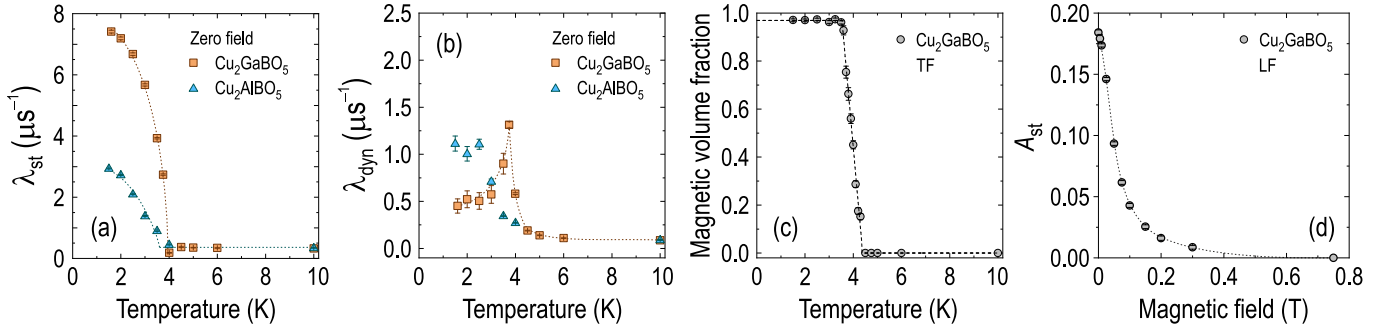 8
7
6
5
4
3
2
1
0
λst (μs⁻¹)
Zero field
Cu₂GaBO₅
Cu₂AlBO₅
(a)
0 2 4 6 8 10
Temperature (K)
2.0
1.5
1.0
0.5
0.0
λdyn (μs⁻¹)
(b)
Zero field
Cu₂GaBO₅
Cu₂AlBO₅
0 2 4 6 8 10
Temperature (K)
1.0
0.8
0.6
0.4
0.2
0.0
Magnetic volume fraction
Cu₂GaBO₅
TF
(c)
0 2 4 6 8 10
Temperature (K)
0.20
0.15
0.10
0.05
0.00
Ast
Cu₂GaBO₅
LF
(d)
0.0 0.2 0.4 0.6 0.8
Magnetic field (T)